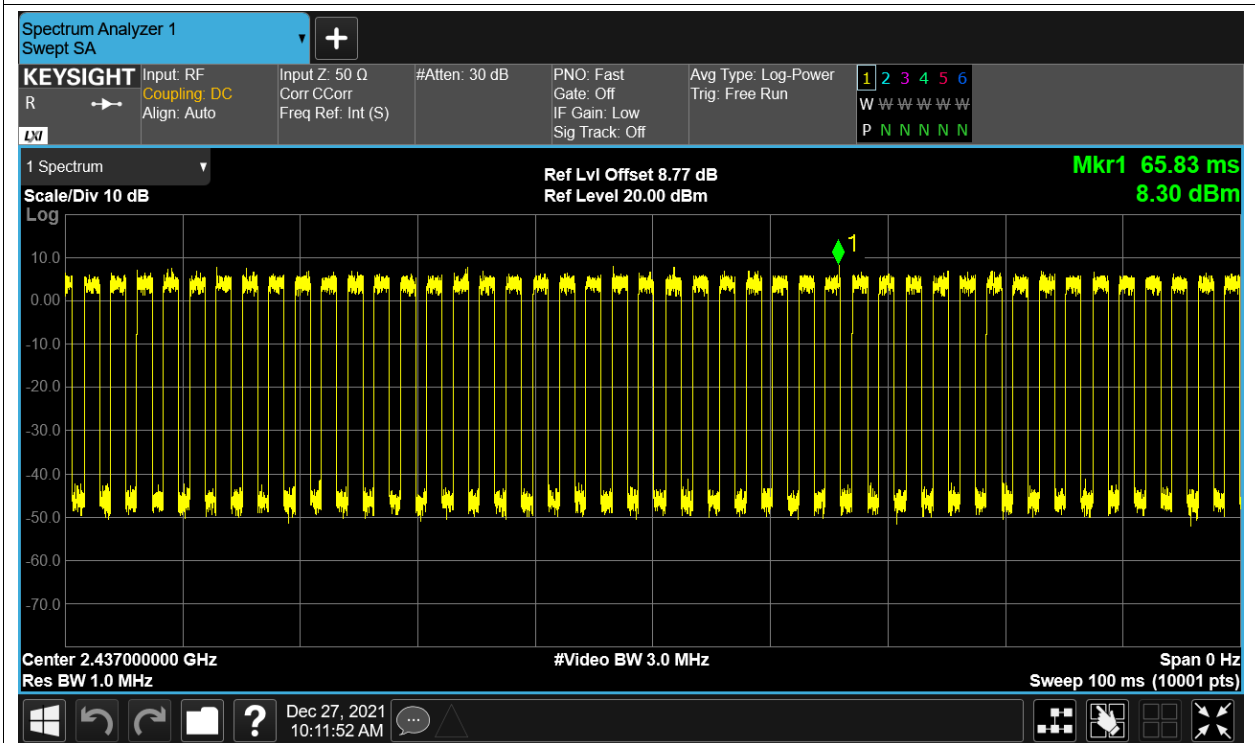 Spectrum Analyzer 1
Swept SA
KEYSIGHT
R
LXI
Input: RF
Coupling: DC
Align: Auto
Input Z: 50 Ω
Corr CCorr
Freq Ref: Int (S)
#Atten: 30 dB
PNO: Fast
Gate: Off
IF Gain: Low
Sig Track: Off
Avg Type: Log-Power
Trig: Free Run
1 2 3 4 5 6
W W W W W W
P N N N N N
1 Spectrum
Scale/Div 10 dB
Ref Lvl Offset 8.77 dB
Ref Level 20.00 dBm
Mkr1 65.83 ms
8.30 dBm
Log
1
10.0
0.00
-10.0
-20.0
-30.0
-40.0
-50.0
-60.0
-70.0
Center 2.437000000 GHz
Res BW 1.0 MHz
#Video BW 3.0 MHz
Span 0 Hz
Sweep 100 ms (10001 pts)
?
Dec 27, 2021
10:11:52 AM